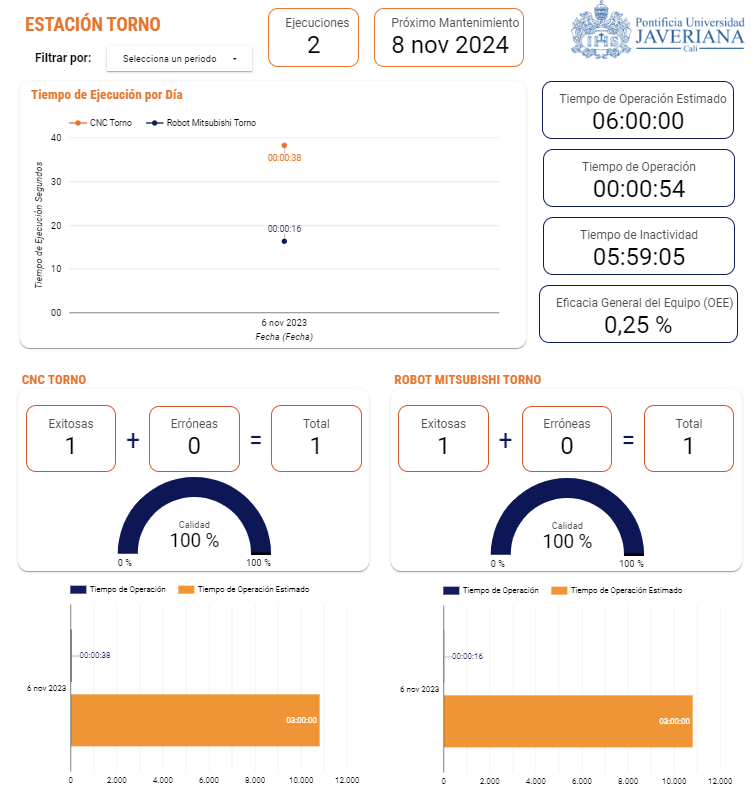 ESTACIÓN TORNO
Filtrar por:
Selecciona un periodo
Ejecuciones
2
Próximo Mantenimiento
8 nov 2024
Pontificia Universidad
JAVERIANA
Cali
Tiempo de Ejecución por Día
CNC Torno
Robot Mitsubishi Torno
Tiempo de Ejecución Segundos
40
30
20
10
00
00:00:38
00:00:16
6 nov 2023
Fecha (Fecha)
Tiempo de Operación Estimado
06:00:00
Tiempo de Operación
00:00:54
Tiempo de Inactividad
05:59:05
Eficacia General del Equipo (OEE)
0,25 %
CNC TORNO
Exitosas
1
+
Erróneas
0
=
Total
1
Calidad
100 %
0 %
100 %
Tiempo de Operación
Tiempo de Operación Estimado
00:00:38
6 nov 2023
03:00:00
0
2.000
4.000
6.000
8.000
10.000
12.000
ROBOT MITSUBISHI TORNO
Exitosas
1
+
Erróneas
0
=
Total
1
Calidad
100 %
0 %
100 %
Tiempo de Operación
Tiempo de Operación Estimado
00:00:16
6 nov 2023
03:00:00
0
2.000
4.000
6.000
8.000
10.000
12.000